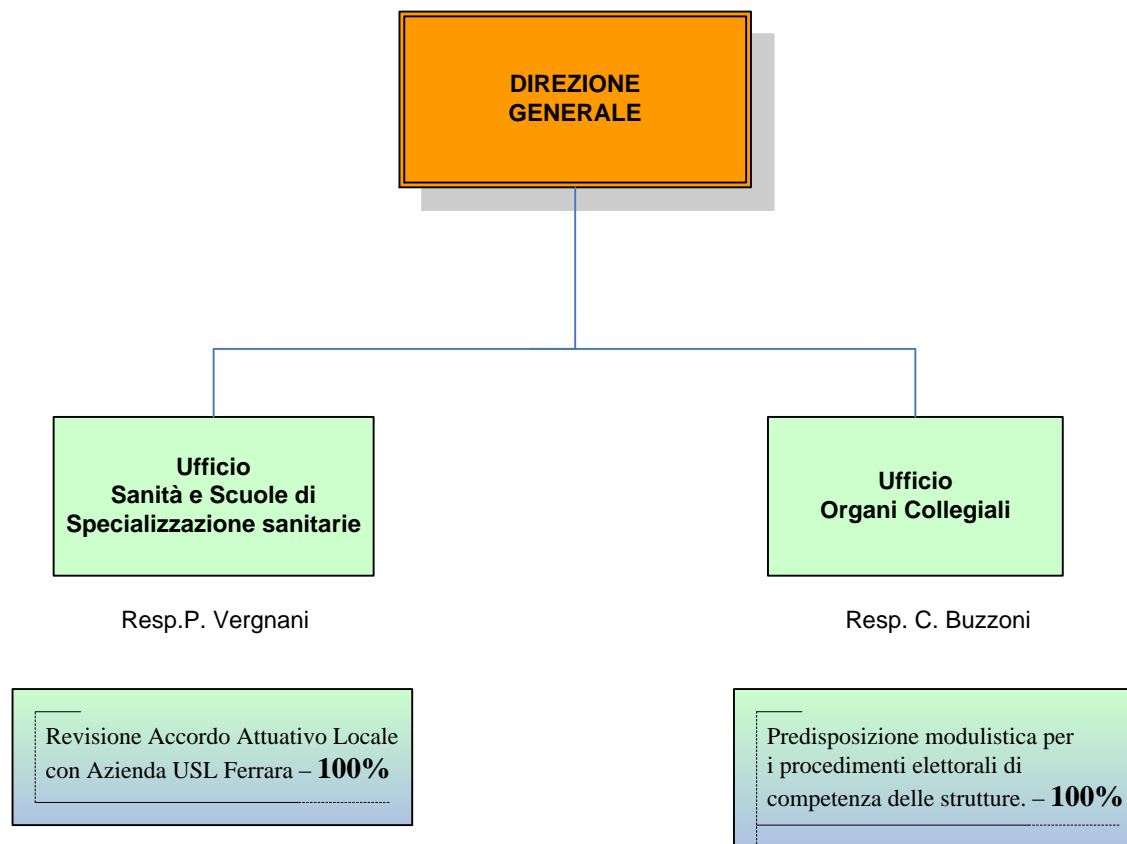 DIREZIONE
GENERALE
Ufficio
Sanità e Scuole di
Specializzazione sanitarie
Ufficio
Organi Collegiali
Resp.P. Vergnani
Resp. C. Buzzoni
Revisione Accordo Attuativo Locale
con Azienda USL Ferrara – 100%
Predisposizione modulistica per
i procedimenti elettorali di
competenza delle strutture. – 100%